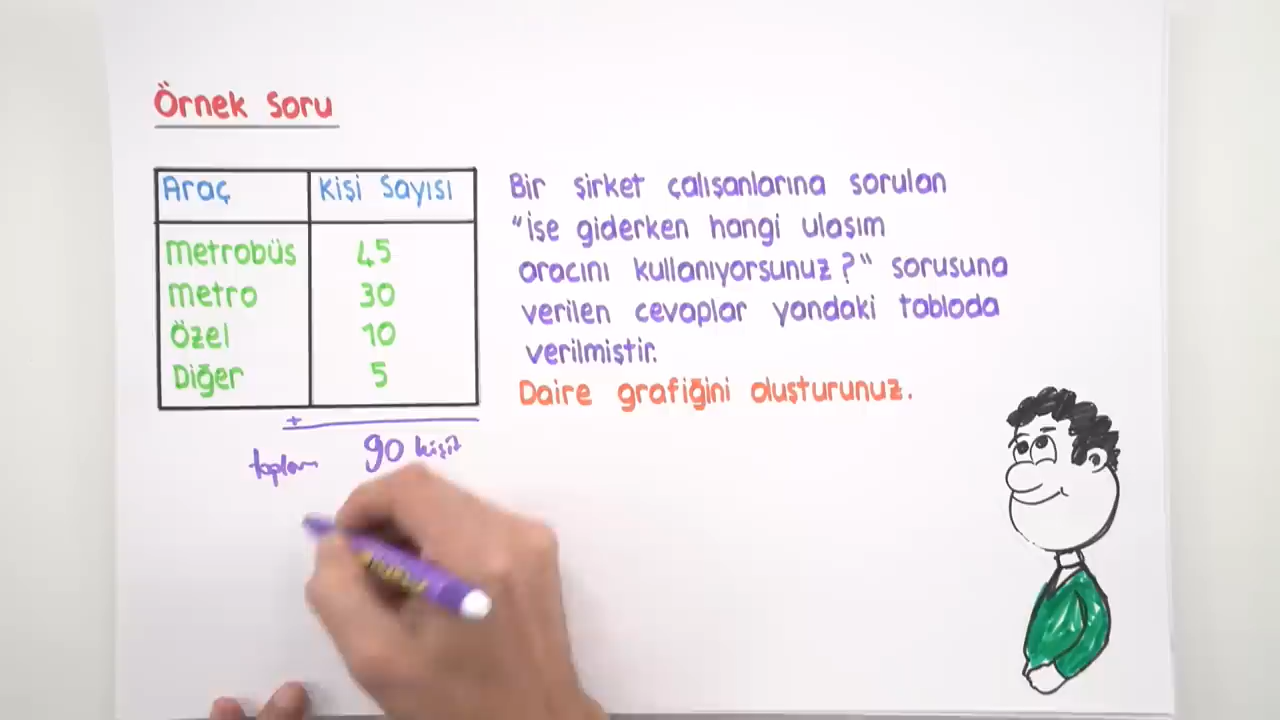 Örnek Soru
Araç Kişi Sayısı
Metrobüs 45
Metro 30
Özel 10
Diğer 5
+
toplam 90 kişi
Bir şirket çalışanlarına sorulan
"İşe giderken hangi ulaşım
aracını kullanıyorsunuz?" sorusuna
verilen cevaplar yandaki tabloda
verilmiştir.
Daire grafiğini oluşturunuz.